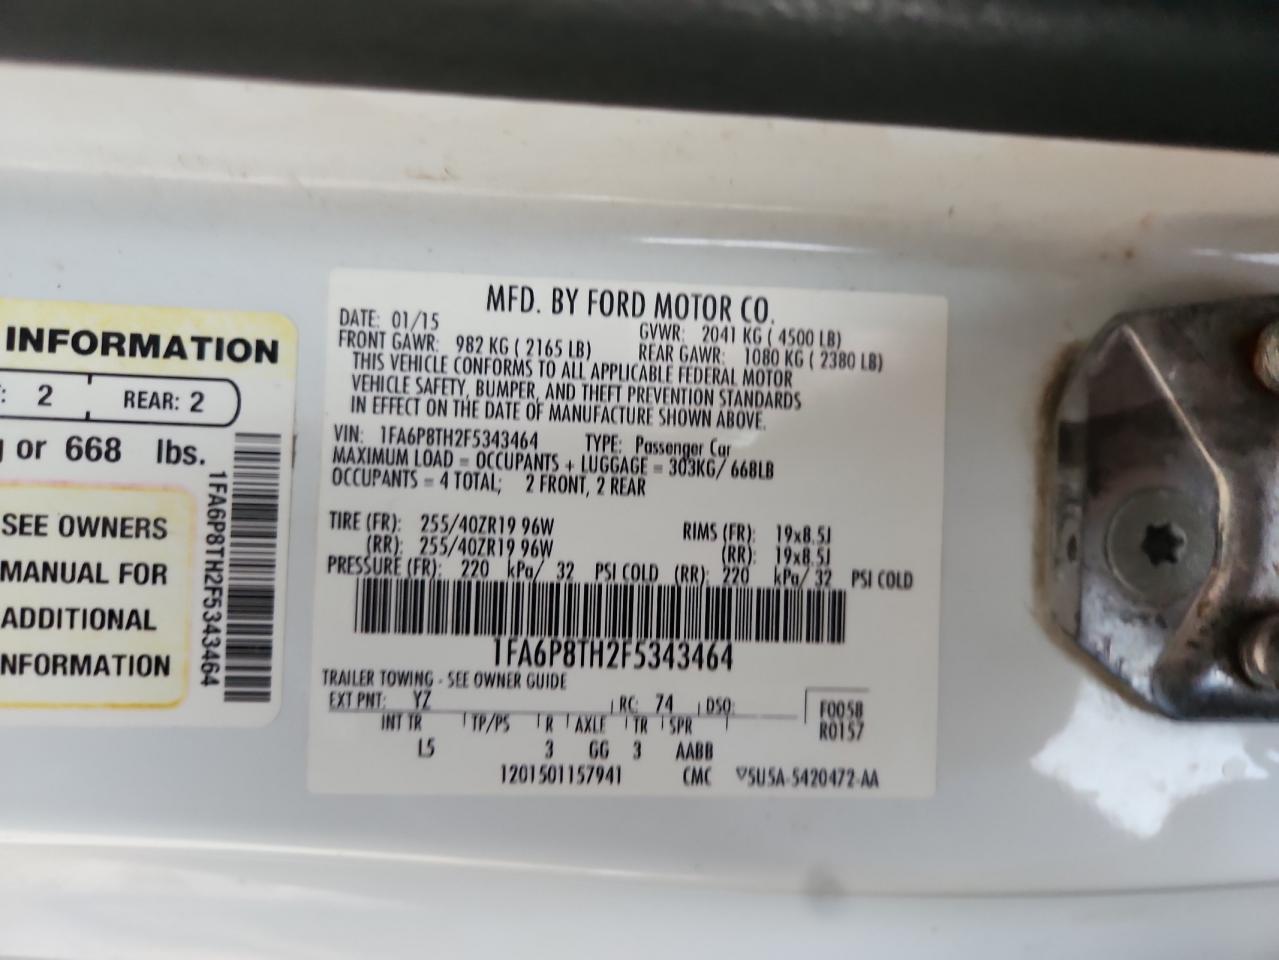 INFORMATION
: 2 REAR: 2
g or 668 lbs.
SEE OWNERS
MANUAL FOR
ADDITIONAL
NFORMATION
1FA6P8TH2F5343464
MFD. BY FORD MOTOR CO.
DATE: 01/15 GVWR: 2041 KG ( 4500 LB)
FRONT GAWR: 982 KG ( 2165 LB) REAR GAWR: 1080 KG ( 2380 LB)
THIS VEHICLE CONFORMS TO ALL APPLICABLE FEDERAL MOTOR
VEHICLE SAFETY, BUMPER, AND THEFT PREVENTION STANDARDS
IN EFFECT ON THE DATE OF MANUFACTURE SHOWN ABOVE.
VIN: 1FA6P8TH2F5343464 TYPE: Passenger Car
MAXIMUM LOAD = OCCUPANTS + LUGGAGE = 303KG/ 668LB
OCCUPANTS = 4 TOTAL; 2 FRONT, 2 REAR
TIRE (FR): 255/40ZR19 96W RIMS (FR): 19x8.5J
(RR): 255/40ZR19 96W (RR): 19x8.5J
PRESSURE (FR): 220 kPa/ 32 PSI COLD (RR): 220 kPa/ 32 PSI COLD
1FA6P8TH2F5343464
TRAILER TOWING - SEE OWNER GUIDE
EXT PNT: YZ RC: 74 DSO: F0058
INT TR TP/PS R AXLE TR SPR R0157
L5 3 GG 3 AABB
1201501157941 CMC ▽5U5A-5420472-AA